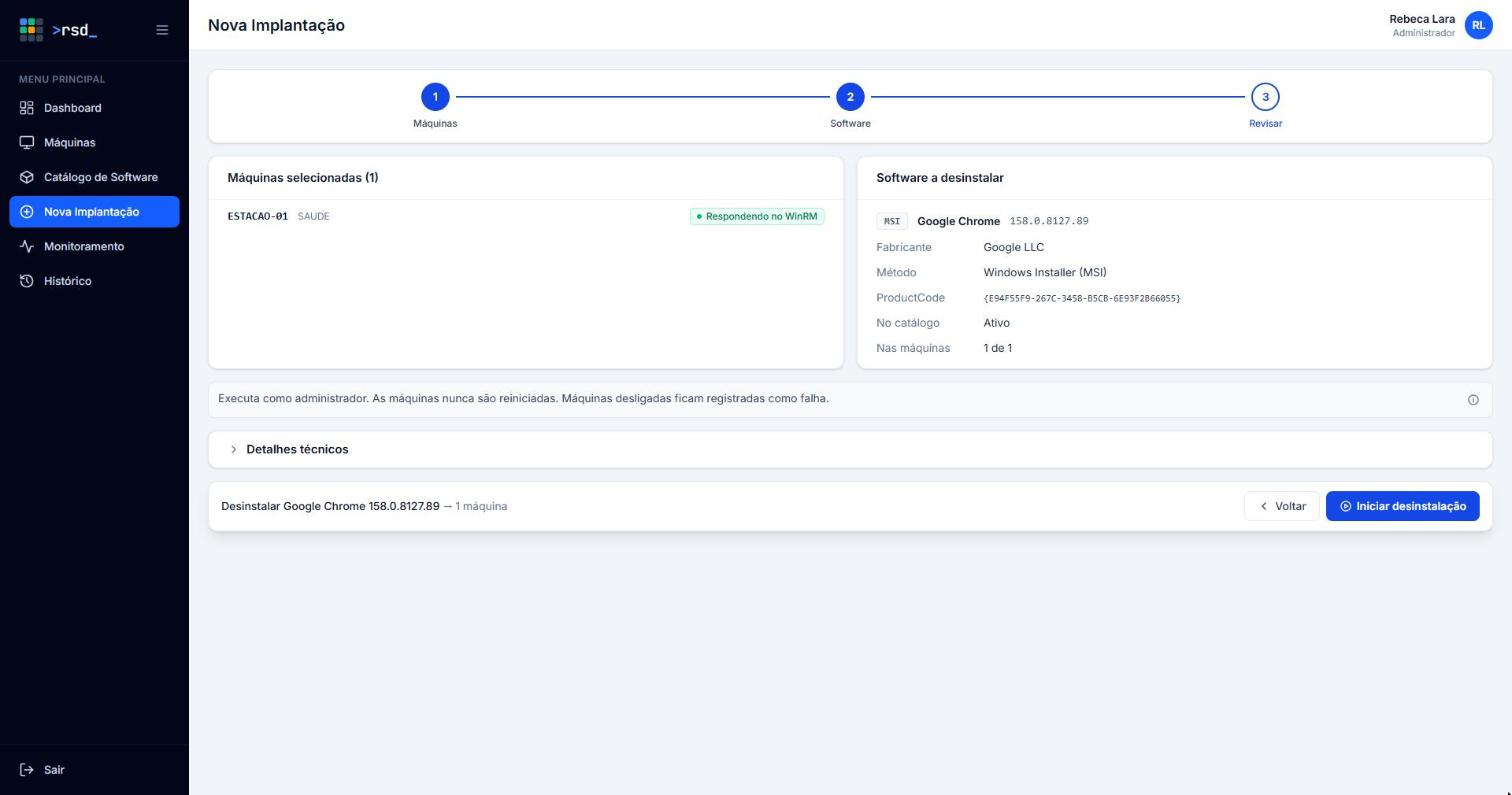 >rsd_
MENU PRINCIPAL
Dashboard
Máquinas
Catálogo de Software
Nova Implantação
Monitoramento
Histórico
Sair
Nova Implantação
Rebeca Lara
Administrador
RL
1
Máquinas
2
Software
3
Revisar
Máquinas selecionadas (1)
ESTACAO-01 SAUDE
Respondendo no WinRM
Software a desinstalar
MSI Google Chrome 158.0.8127.89
Fabricante Google LLC
Método Windows Installer (MSI)
ProductCode {E94F55F9-267C-3458-B5CB-6E93F2B66055}
No catálogo Ativo
Nas máquinas 1 de 1
Executa como administrador. As máquinas nunca são reiniciadas. Máquinas desligadas ficam registradas como falha.
Detalhes técnicos
Desinstalar Google Chrome 158.0.8127.89 → 1 máquina
Voltar
Iniciar desinstalação